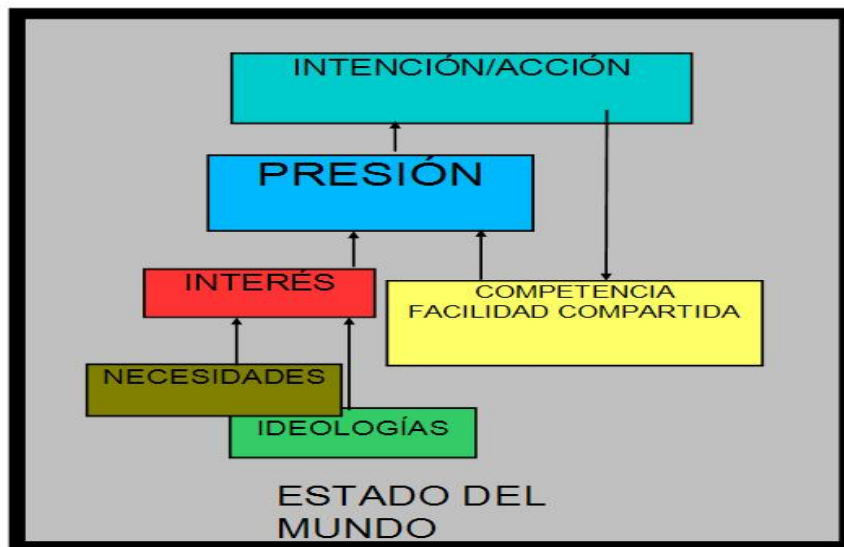 INTENCIÓN/ACCIÓN
PRESIÓN
INTERÉS
COMPETENCIA
FACILIDAD COMPARTIDA
NECESIDADES
IDEOLOGÍAS
ESTADO DEL
MUNDO